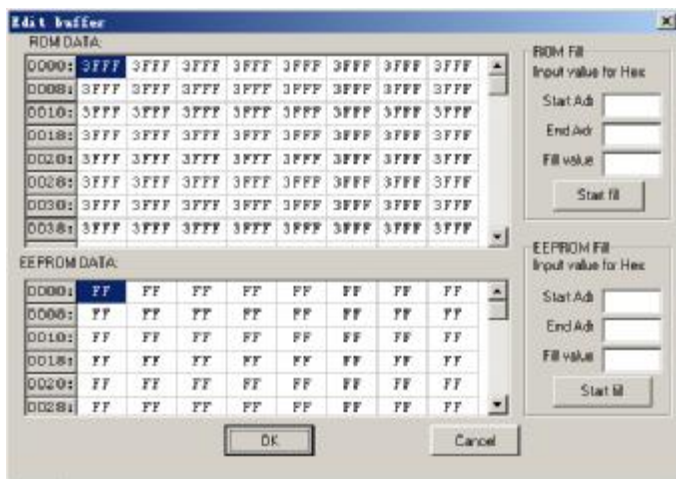 Edit buffer
ROM DATA:
0000: 3FFF 3FFF 3FFF 3FFF 3FFF 3FFF 3FFF 3FFF
0008: 3FFF 3FFF 3FFF 3FFF 3FFF 3FFF 3FFF 3FFF
0010: 3FFF 3FFF 3FFF 3FFF 3FFF 3FFF 3FFF 3FFF
0018: 3FFF 3FFF 3FFF 3FFF 3FFF 3FFF 3FFF 3FFF
0020: 3FFF 3FFF 3FFF 3FFF 3FFF 3FFF 3FFF 3FFF
0028: 3FFF 3FFF 3FFF 3FFF 3FFF 3FFF 3FFF 3FFF
0030: 3FFF 3FFF 3FFF 3FFF 3FFF 3FFF 3FFF 3FFF
0038: 3FFF 3FFF 3FFF 3FFF 3FFF 3FFF 3FFF 3FFF
ROM Fill
Input value for Hex
Start Adr
End Adr
Fill value
Start fill
EEPROM DATA:
0000: FF FF FF FF FF FF FF FF
0008: FF FF FF FF FF FF FF FF
0010: FF FF FF FF FF FF FF FF
0018: FF FF FF FF FF FF FF FF
0020: FF FF FF FF FF FF FF FF
0028: FF FF FF FF FF FF FF FF
EEPROM Fill
Input value for Hex
Start Adr
End Adr
Fill value
Start fill
OK
Cancel